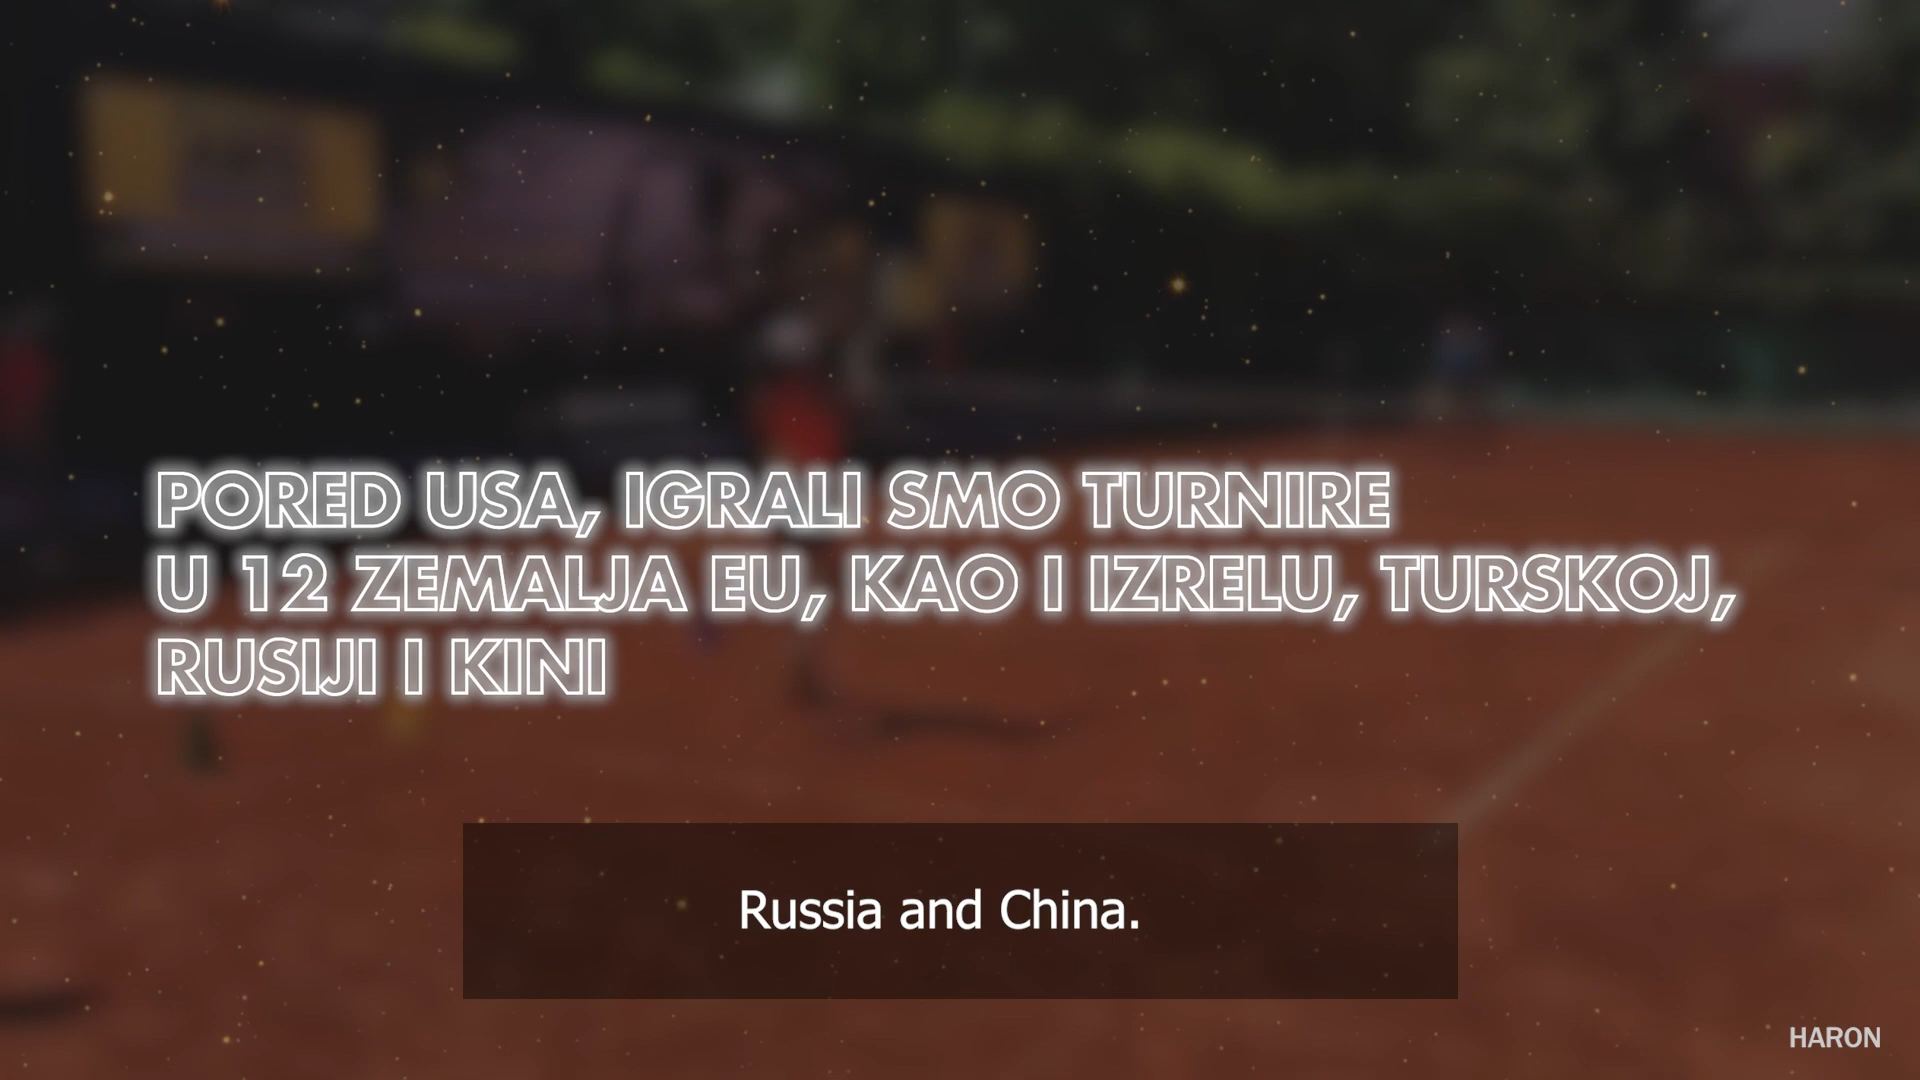 PORED USA, IGRALI SMO TURNIRE
U 12 ZEMALJA EU, KAO I IZRELU, TURSKOJ,
RUSIJI I KINI
Russia and China.
HARON